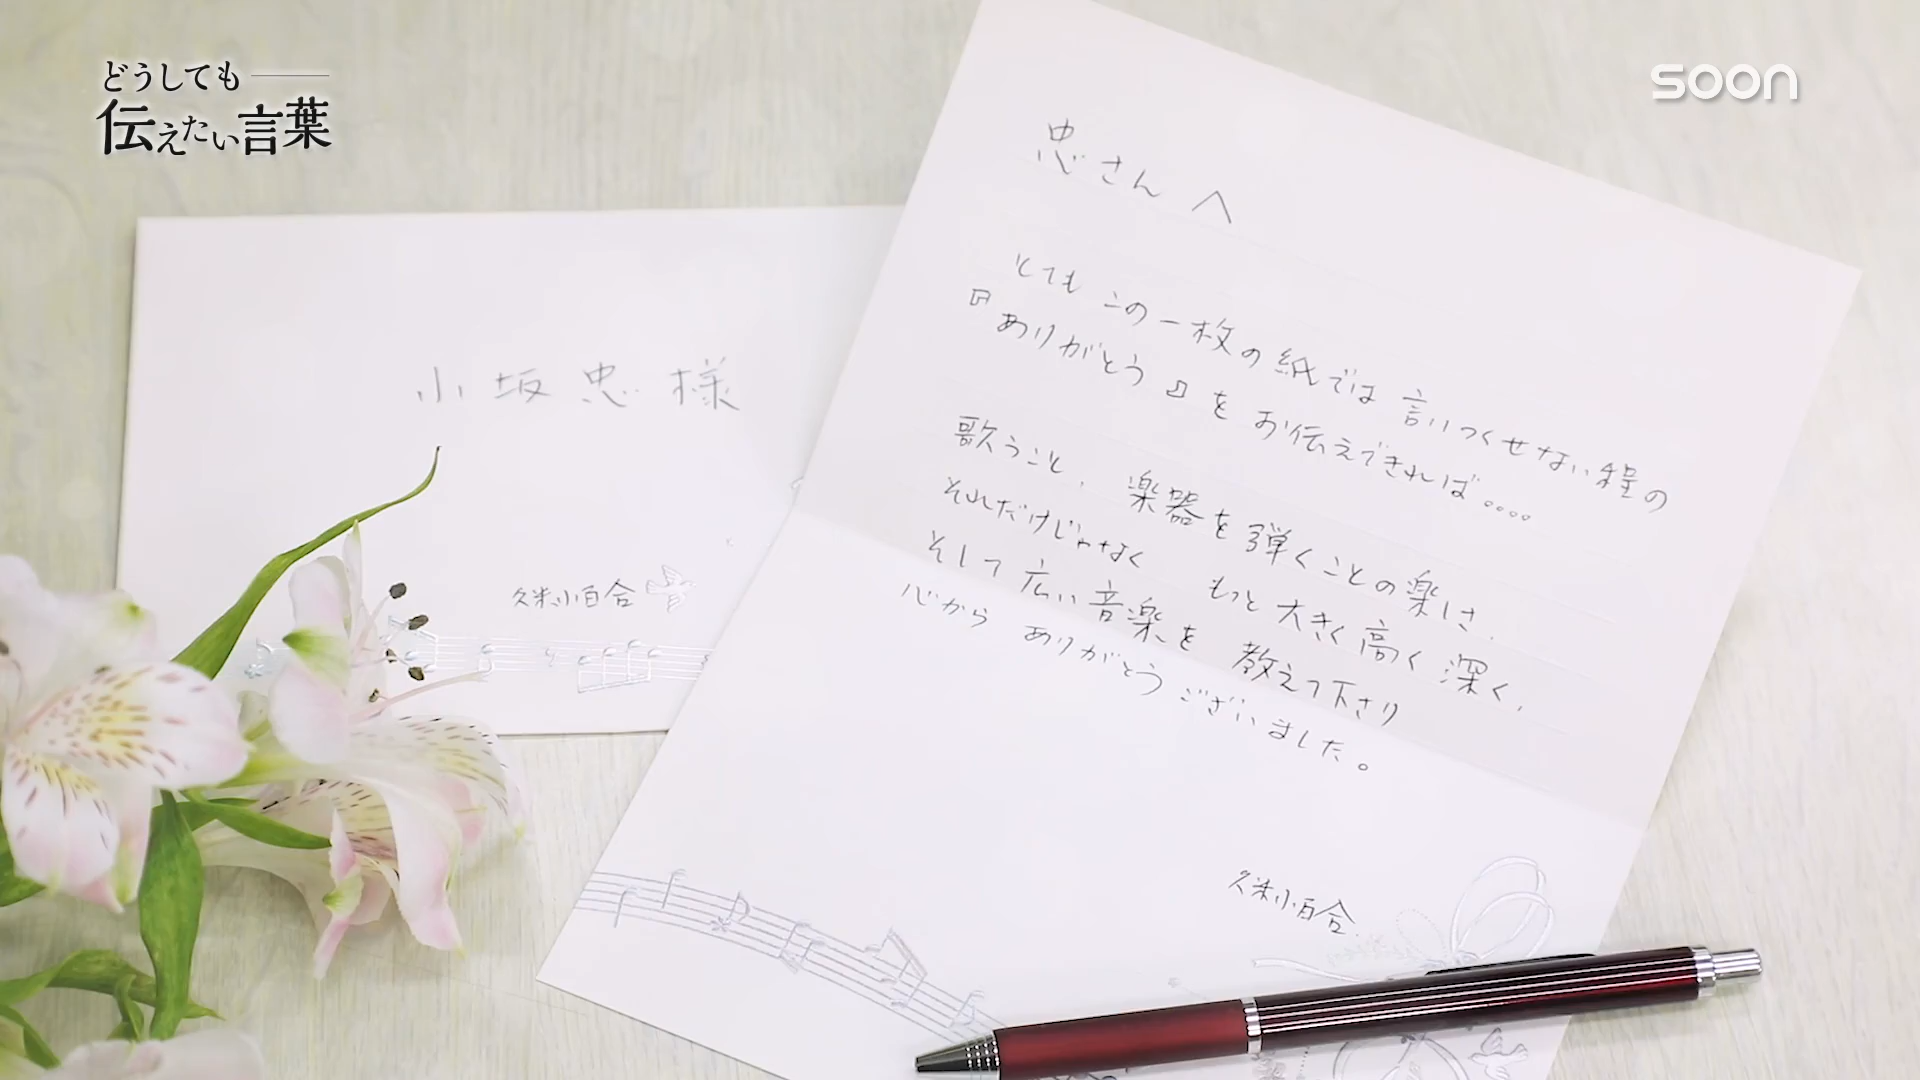 どうしても
伝えたい言葉
soon
小坂忠様
久米小百合
忠さんへ
とてもこの一枚の紙では言いつくせない程の
『ありがとう』をお伝えできれば。。。。
歌うこと、楽器を弾くことの楽しさ、
それだけじゃなく もっと大きく高く深く、
そして広い音楽を教えて下さり
心から ありがとうございました。
久米小百合